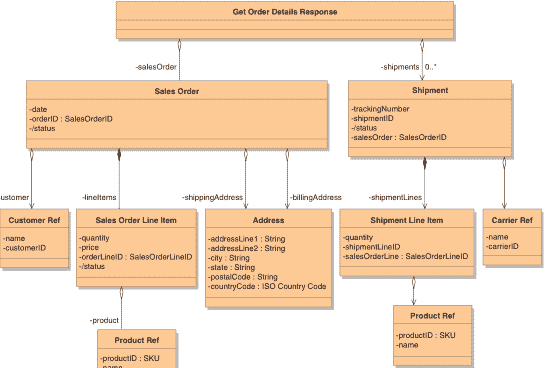 Get Order Details Response
-salesOrder
-shipments 0..*
Sales Order
-date
-orderID : SalesOrderID
-/status
Shipment
-trackingNumber
-shipmentID
-/status
-salesOrder : SalesOrderID
ustomer
-lineItems
-shippingAddress
-billingAddress
-shipmentLines
Customer Ref
-name
-customerID
Sales Order Line Item
-quantity
-price
-orderLineID : SalesOrderLineID
-/status
Address
-addressLine1 : String
-addressLine2 : String
-city : String
-state : String
-postalCode : String
-countryCode : ISO Country Code
Shipment Line Item
-quantity
-shipmentLineID
-salesOrderLine : SalesOrderLineID
Carrier Ref
-name
-carrierID
-product
Product Ref
-productID : SKU
-name
Product Ref
-productID : SKU
-name